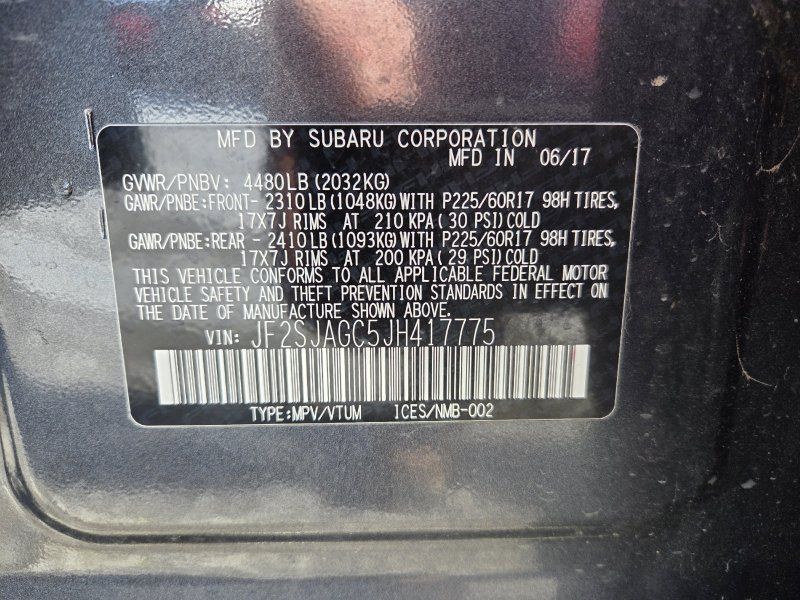 MFD BY SUBARU CORPORATION
MFD IN 06/17
GVWR/PNBV: 4480LB(2032KG)
GAWR/PNBE:FRONT- 2310LB(1048KG)WITH P225/60R17 98H TIRES,
17X7J RIMS AT 210 KPA(30 PSI)COLD
GAWR/PNBE:REAR - 2410LB(1093KG)WITH P225/60R17 98H TIRES,
17X7J RIMS AT 200 KPA(29 PSI)COLD
THIS VEHICLE CONFORMS TO ALL APPLICABLE FEDERAL MOTOR
VEHICLE SAFETY AND THEFT PREVENTION STANDARDS IN EFFECT ON
THE DATE OF MANUFACTURE SHOWN ABOVE.
VIN: JF2SJAGC5JH417775
TYPE:MPV/VTUM ICES/NMB-002